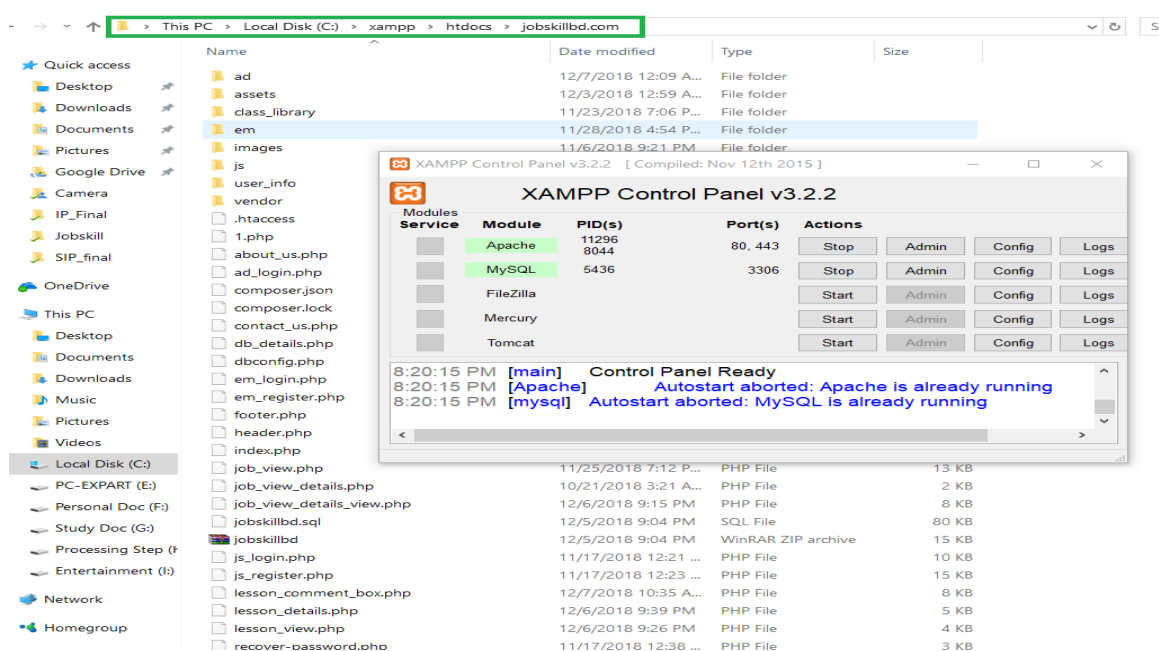 This PC > Local Disk (C:) > xampp > htdocs > jobskillbd.com
Name Date modified Type Size
Quick access
Desktop
Downloads
Documents
Pictures
Google Drive
Camera
IP_Final
Jobskill
SIP_final
OneDrive
This PC
Desktop
Documents
Downloads
Music
Pictures
Videos
Local Disk (C:)
PC-EXPART (E:)
Personal Doc (F:)
Study Doc (G:)
Processing Step (H
Entertainment (I:)
Network
Homegroup
ad 12/7/2018 12:09 A... File folder
assets 12/3/2018 12:59 A... File folder
class_library 11/23/2018 7:06 P... File folder
em 11/28/2018 4:54 P... File folder
images 11/6/2018 9:21 PM File folder
js
user_info
vendor
.htaccess
1.php
about_us.php
ad_login.php
composer.json
composer.lock
contact_us.php
db_details.php
dbconfig.php
em_login.php
em_register.php
footer.php
header.php
index.php
job_view.php 11/25/2018 7:12 P... PHP File 13 KB
job_view_details.php 10/21/2018 3:21 A... PHP File 2 KB
job_view_details_view.php 12/6/2018 9:15 PM PHP File 8 KB
jobskillbd.sql 12/5/2018 9:04 PM SQL File 80 KB
jobskillbd 12/5/2018 9:04 PM WinRAR ZIP archive 15 KB
js_login.php 11/17/2018 12:21 ... PHP File 10 KB
js_register.php 11/17/2018 12:23 ... PHP File 15 KB
lesson_comment_box.php 12/7/2018 10:35 A... PHP File 8 KB
lesson_details.php 12/6/2018 9:39 PM PHP File 5 KB
lesson_view.php 12/6/2018 9:26 PM PHP File 4 KB
recover-password.php 11/17/2018 12:38 ... PHP File 3 KB
XAMPP Control Panel v3.2.2 [ Compiled: Nov 12th 2015 ]
XAMPP Control Panel v3.2.2
Modules
Service Module PID(s) Port(s) Actions
Apache 11296 8044 80, 443 Stop Admin Config Logs
MySQL 5436 3306 Stop Admin Config Logs
FileZilla Start Admin Config Logs
Mercury Start Admin Config Logs
Tomcat Start Admin Config Logs
8:20:15 PM [main] Control Panel Ready
8:20:15 PM [Apache] Autostart aborted: Apache is already running
8:20:15 PM [mysql] Autostart aborted: MySQL is already running